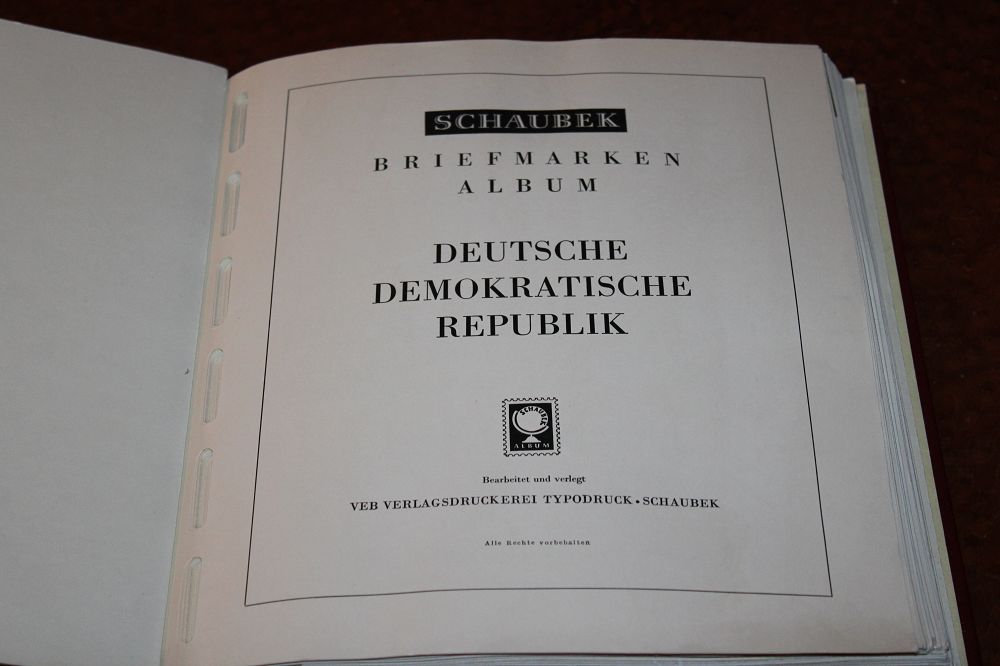 SCHAUBEK
BRIEFMARKEN
ALBUM
DEUTSCHE
DEMOKRATISCHE
REPUBLIK
SCHAUBEK
ALBUM
Bearbeitet und verlegt
VEB VERLAGSDRUCKEREI TYPODRUCK • SCHAUBEK
Alle Rechte vorbehalten